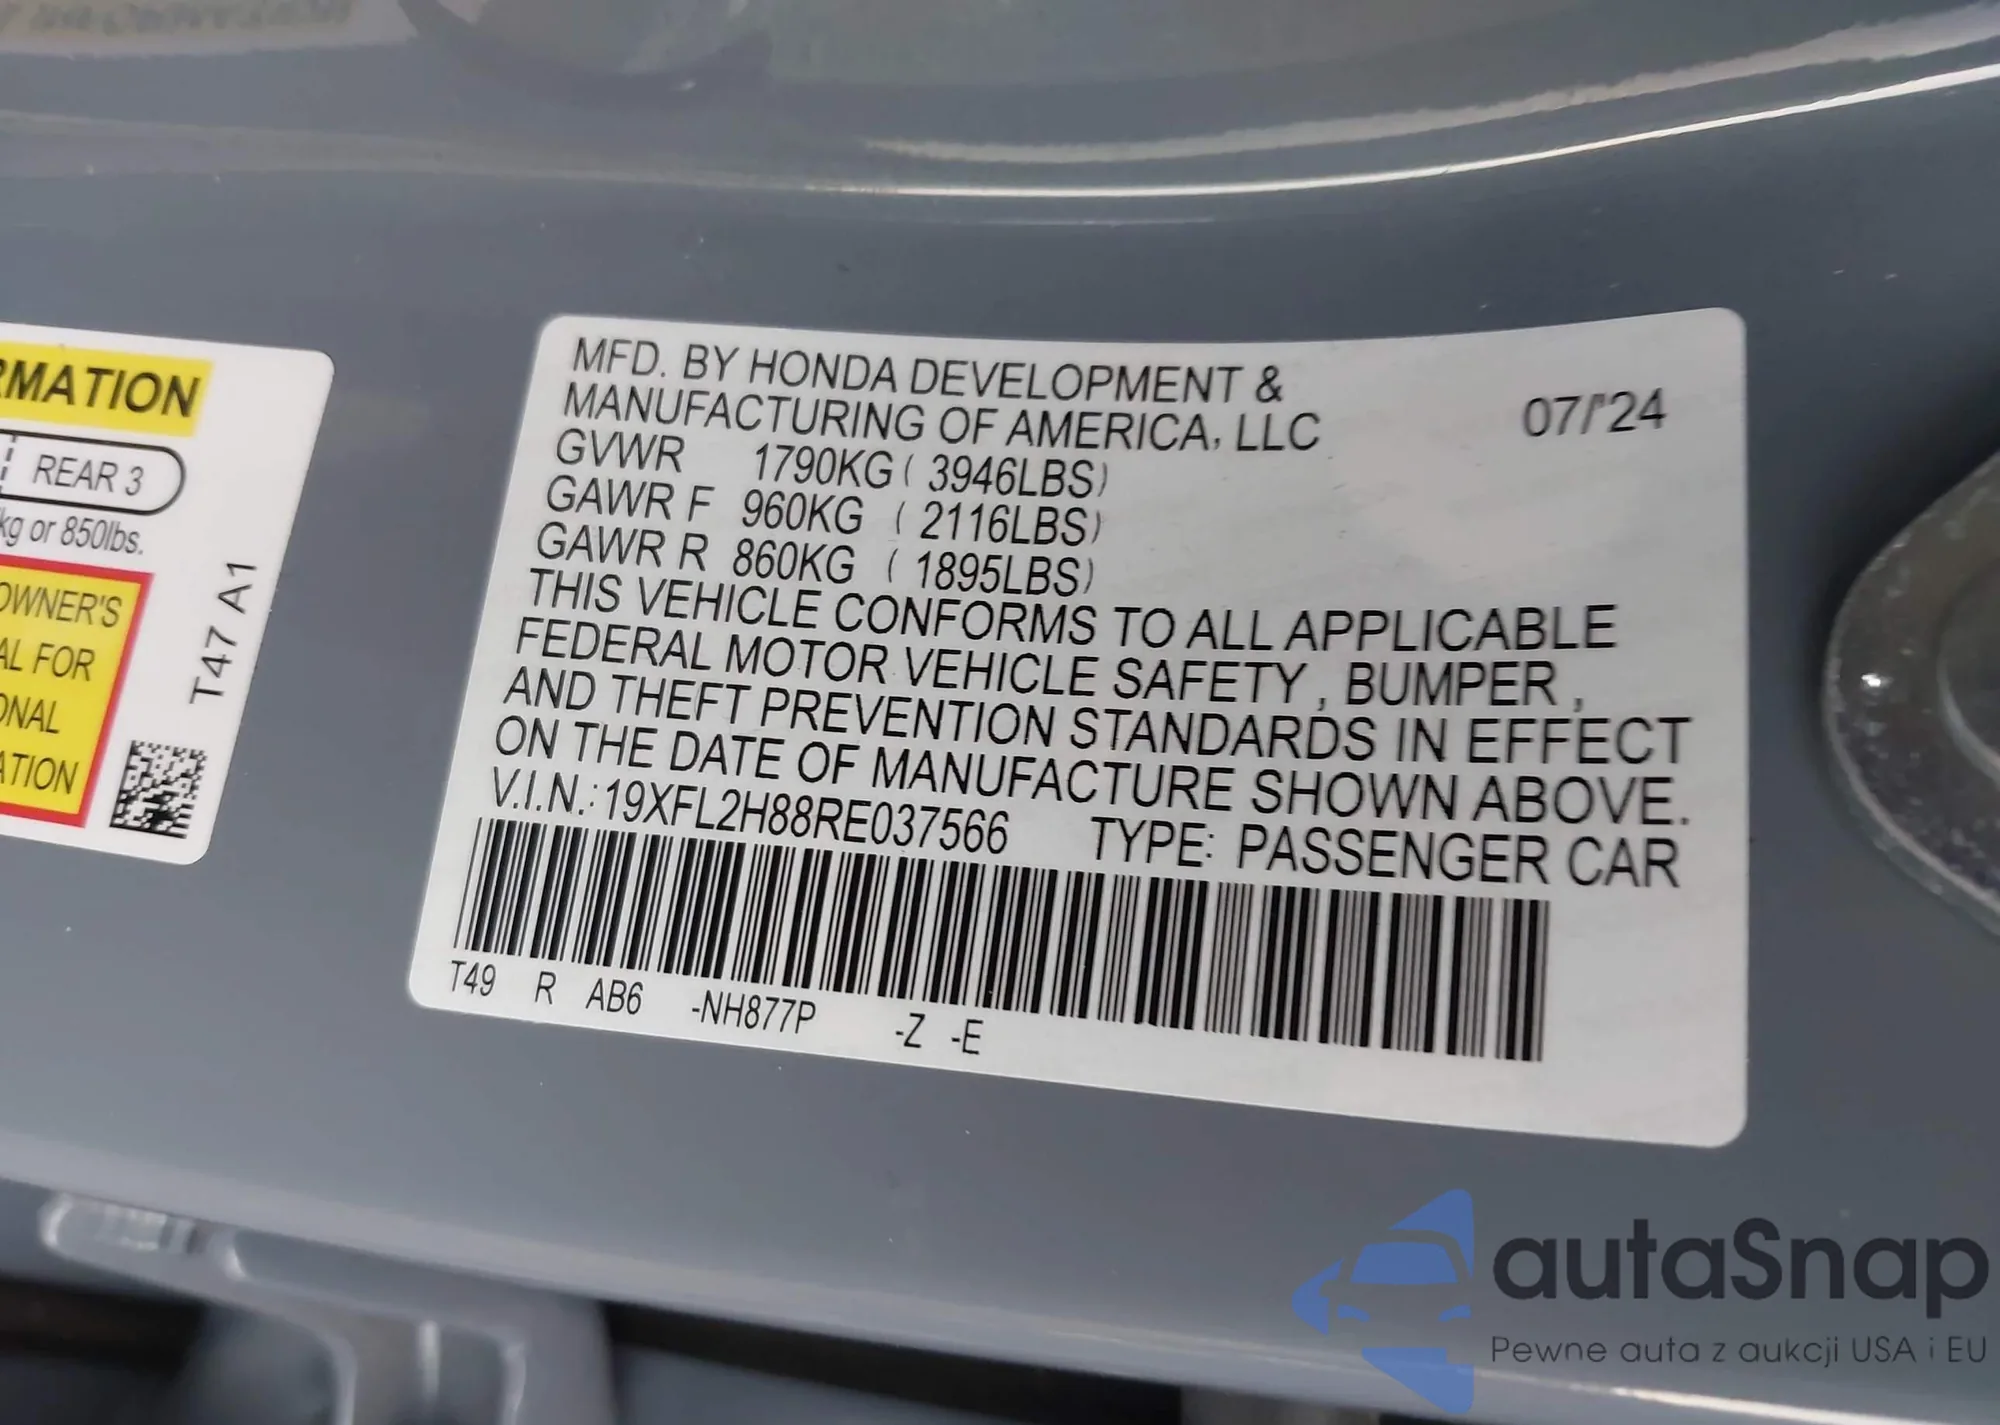 RMATION
REAR 3
kg or 850lbs.
OWNER'S
AL FOR
ONAL
ATION
T47 A1
MFD. BY HONDA DEVELOPMENT &
MANUFACTURING OF AMERICA, LLC 07/'24
GVWR 1790KG ( 3946LBS)
GAWR F 960KG ( 2116LBS)
GAWR R 860KG ( 1895LBS)
THIS VEHICLE CONFORMS TO ALL APPLICABLE
FEDERAL MOTOR VEHICLE SAFETY , BUMPER ,
AND THEFT PREVENTION STANDARDS IN EFFECT
ON THE DATE OF MANUFACTURE SHOWN ABOVE.
V.I.N.: 19XFL2H88RE037566 TYPE: PASSENGER CAR
T49 R AB6 -NH877P -Z -E
autaSnap
Pewne auta z aukcji USA i EU